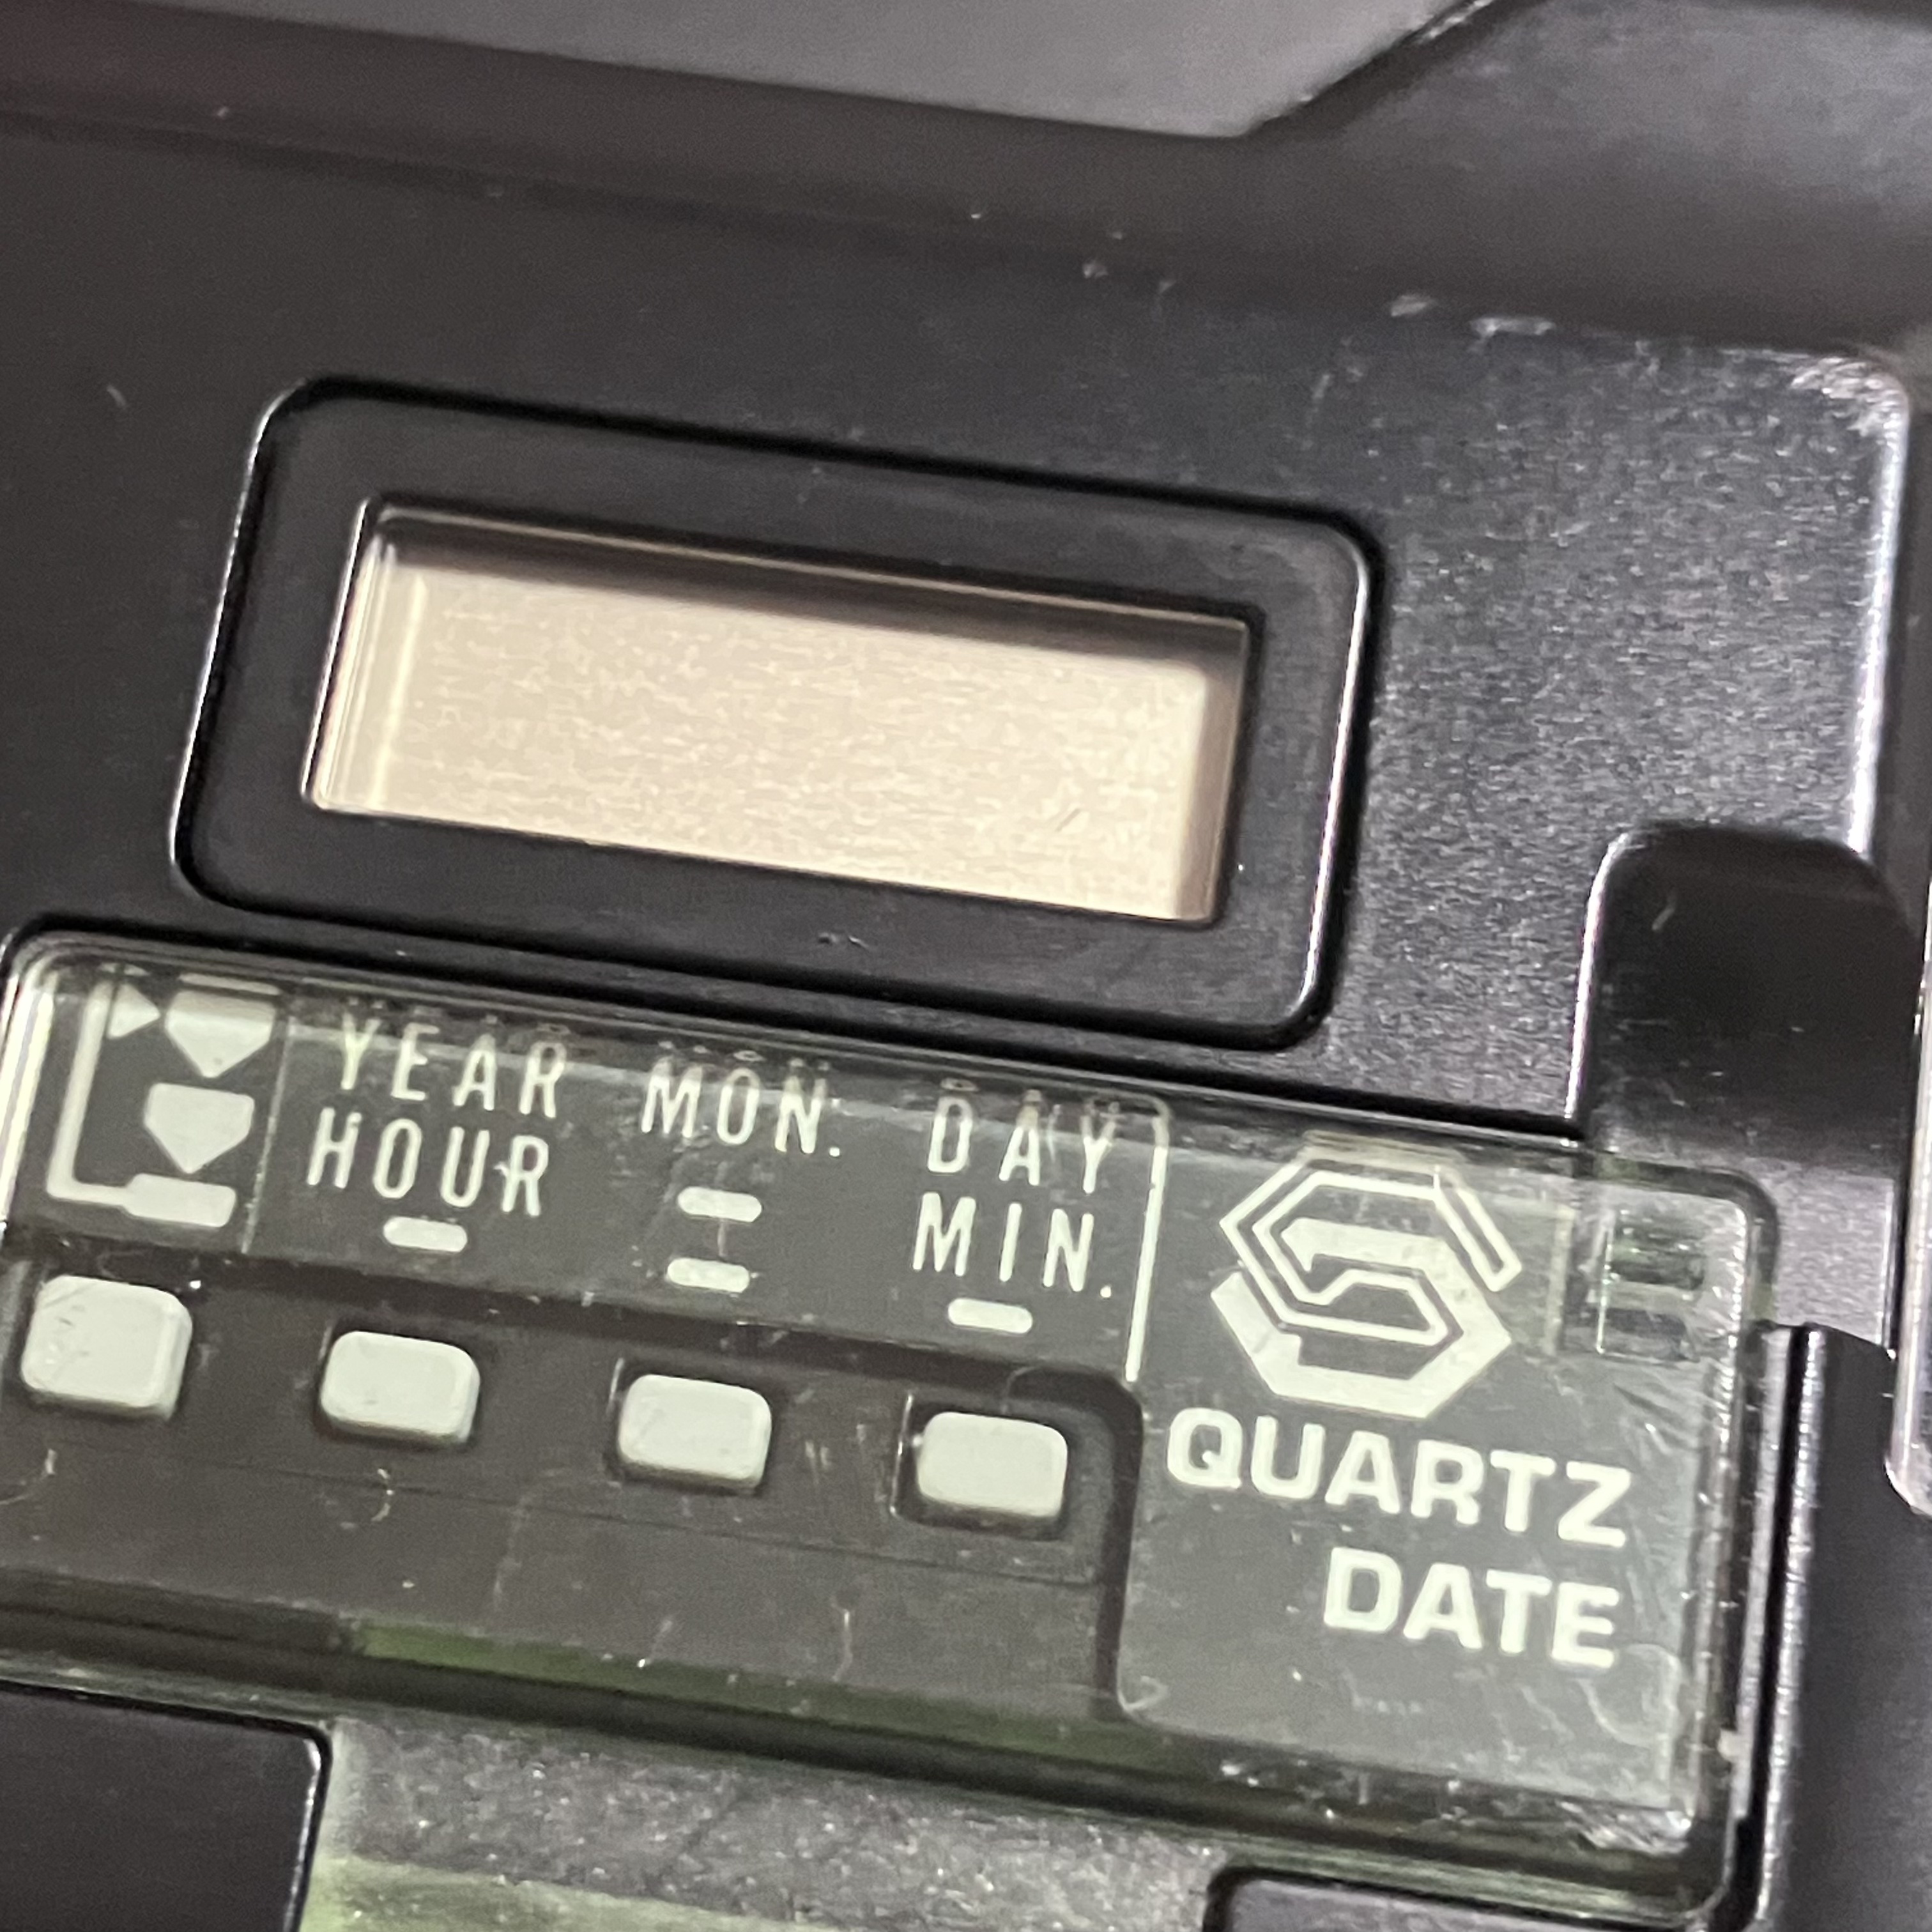 YEAR MON. DAY
HOUR MIN.
QUARTZ
DATE